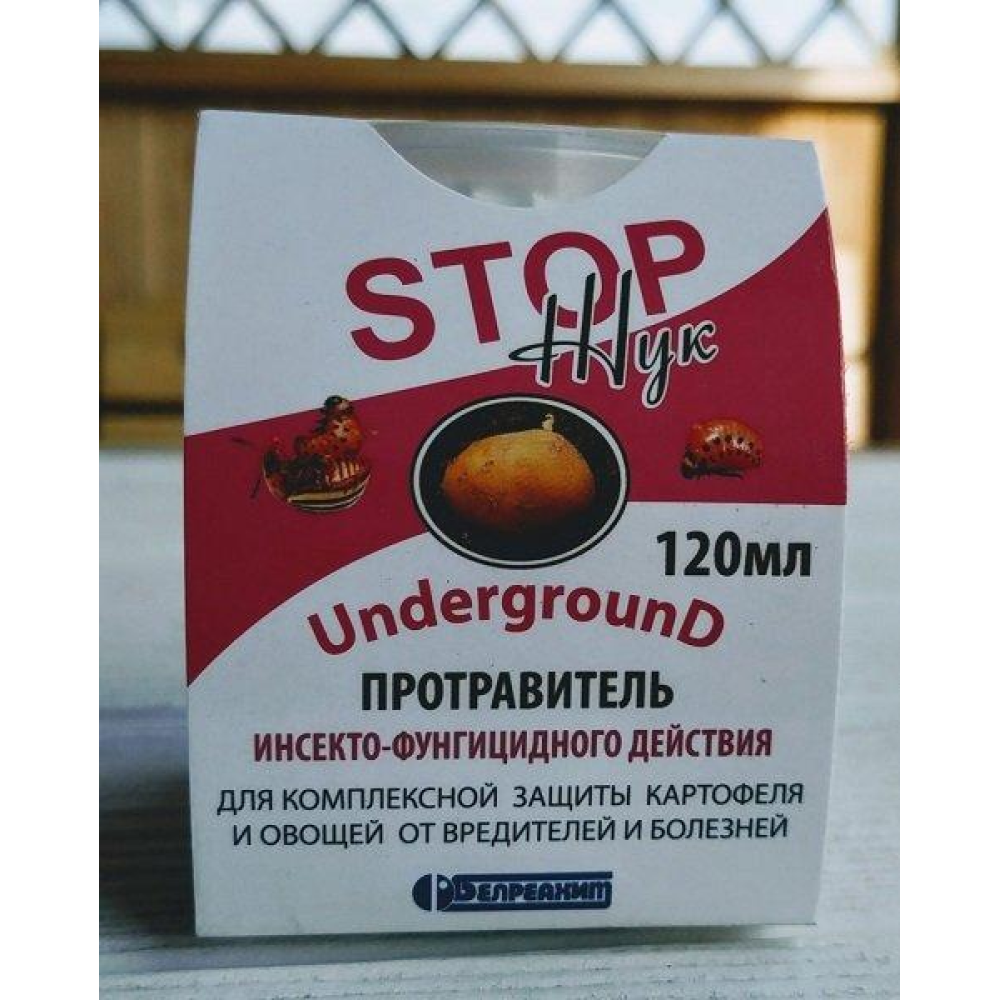 STOP
Жук
120мл
UndergrounD
ПРОТРАВИТЕЛЬ
ИНСЕКТО-ФУНГИЦИДНОГО ДЕЙСТВИЯ
ДЛЯ КОМПЛЕКСНОЙ ЗАЩИТЫ КАРТОФЕЛЯ
И ОВОЩЕЙ ОТ ВРЕДИТЕЛЕЙ И БОЛЕЗНЕЙ
Белреахим